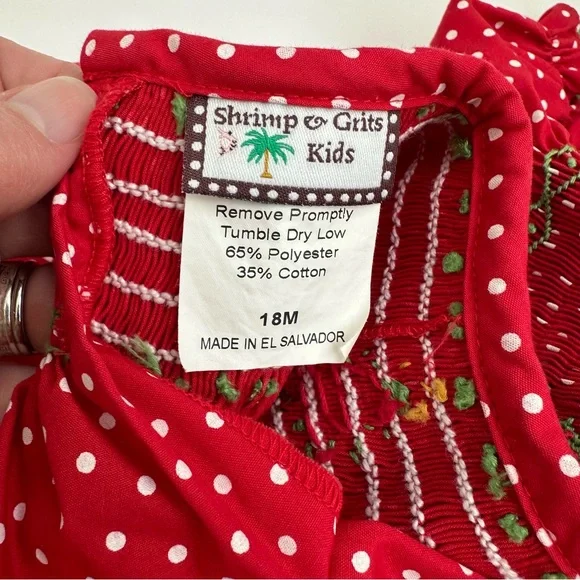 Shrimp & Grits
Kids
Remove Promptly
Tumble Dry Low
65% Polyester
35% Cotton
18M
MADE IN EL SALVADOR